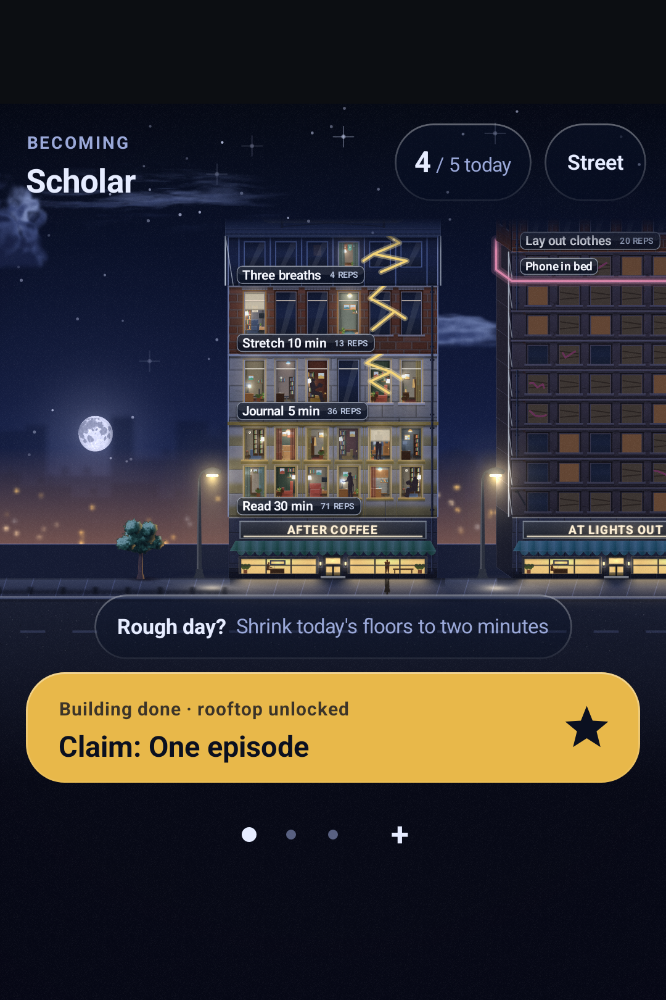 BECOMING
Scholar
4 / 5 today
Street
Lay out clothes 20 REPS
Phone in bed
Three breaths 4 REPS
Stretch 10 min 13 REPS
Journal 5 min 36 REPS
Read 30 min 71 REPS
AFTER COFFEE
AT LIGHTS OUT
Rough day? Shrink today's floors to two minutes
Building done · rooftop unlocked
Claim: One episode
+